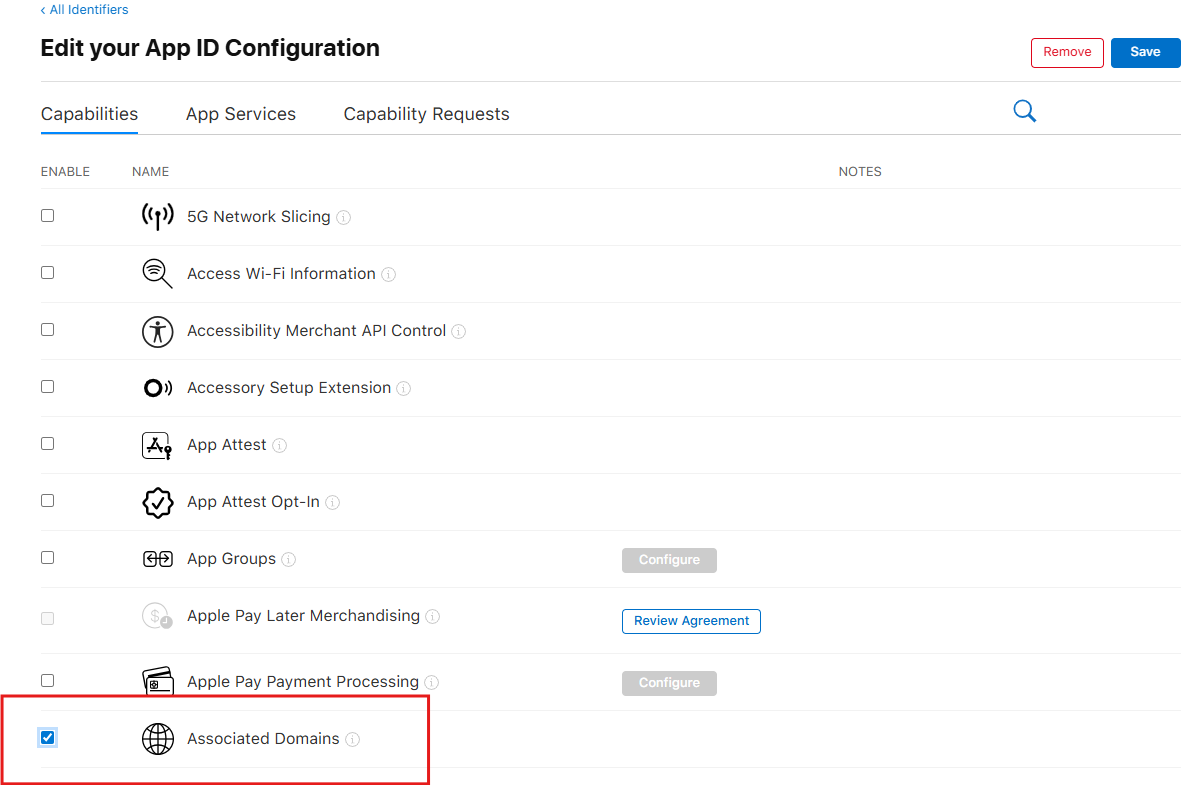 ‹ All Identifiers
Edit your App ID Configuration
Remove
Save
Capabilities
App Services
Capability Requests
ENABLE
NAME
NOTES
5G Network Slicing
Access Wi-Fi Information
Accessibility Merchant API Control
Accessory Setup Extension
App Attest
App Attest Opt-In
App Groups
Configure
Apple Pay Later Merchandising
Review Agreement
Apple Pay Payment Processing
Configure
Associated Domains